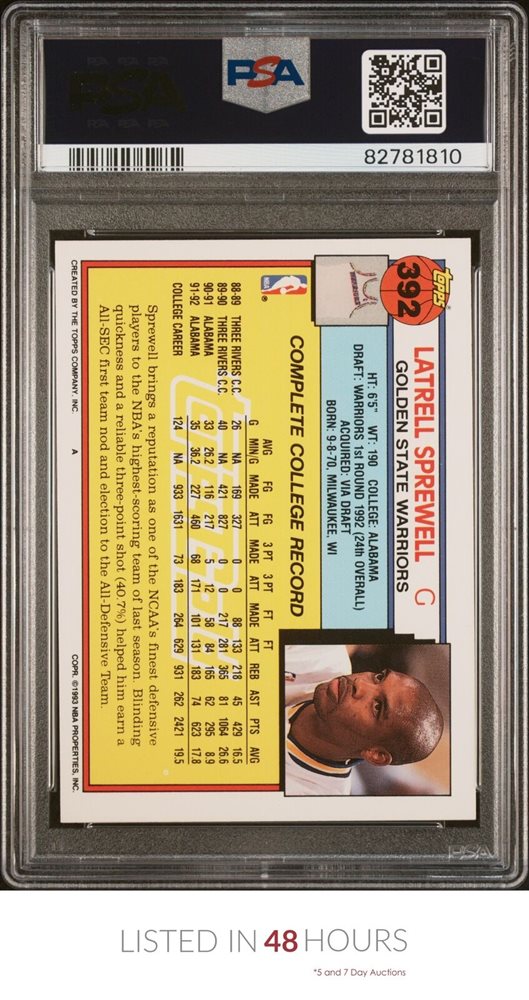 PSA
82781810
topps
392
LATRELL SPREWELL G
GOLDEN STATE WARRIORS
WARRIORS
HT: 6'5" WT: 190 COLLEGE: ALABAMA
DRAFT: WARRIORS 1st ROUND 1992 (24th OVERALL)
ACQUIRED: VIA DRAFT
BORN: 9-8-70, MILWAUKEE, WI
NBA ®
COMPLETE COLLEGE RECORD
AVG FG FG 3 PT 3 PT FT FT
G MIN/G MADE ATT MADE ATT MADE ATT REB AST PTS AVG
88-89 THREE RIVERS C.C. 26 NA 169 327 0 0 88 133 218 45 429 16.5
89-90 THREE RIVERS C.C. 40 NA 421 827 0 0 217 281 365 81 1064 26.6
90-91 ALABAMA 33 26.2 116 217 5 12 58 84 165 62 295 8.9
91-92 ALABAMA 35 36.2 227 460 68 171 101 131 183 74 623 17.8
COLLEGE CAREER 124 NA 933 1631 73 183 264 629 931 262 2421 19.5
Sprewell brings a reputation as one of the NCAA's finest defensive
players to the NBA's highest-scoring team of last season. Blinding
quickness and a reliable three-point shot (40.7%) helped him earn a
All-SEC first team nod and election to the All-Defensive Team.
CREATED BY THE TOPPS COMPANY, INC. A COPR. ©1993 NBA PROPERTIES, INC.
PSA
LISTED IN 48 HOURS
*5 and 7 Day Auctions